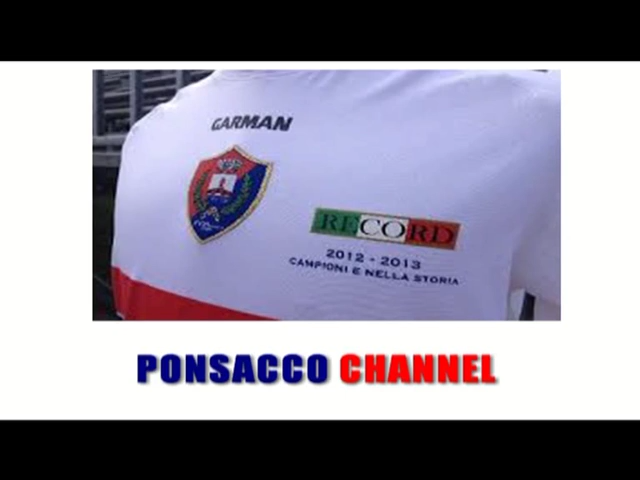 GARMAN
RECORD
2012 - 2013
CAMPIONI E NELLA STORIA
PONSACCO CHANNEL